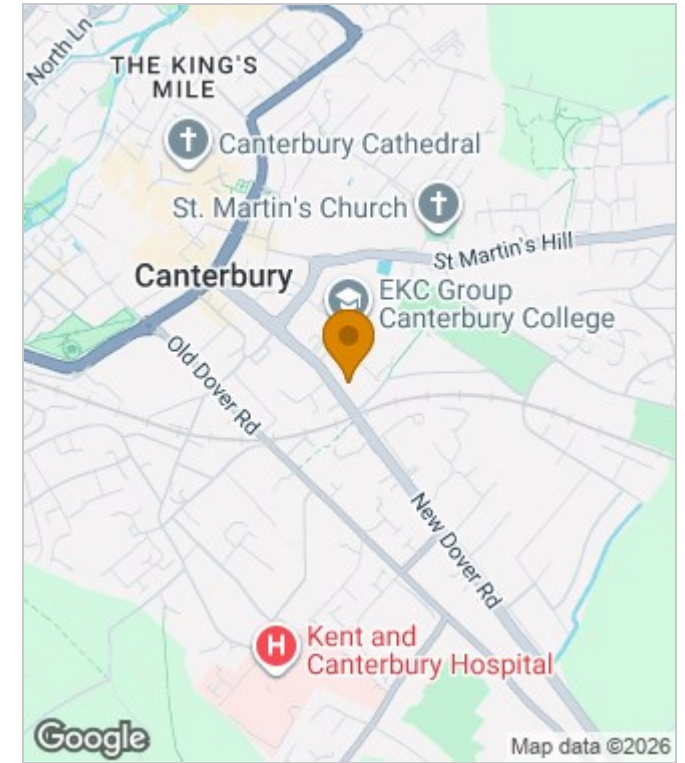 North Ln
THE KING'S
MILE
Canterbury Cathedral
St. Martin's Church
St Martin's Hill
Canterbury
EKC Group
Canterbury College
Old Dover Rd
New Dover Rd
H
Kent and
Canterbury Hospital
Google
Map data ©2026